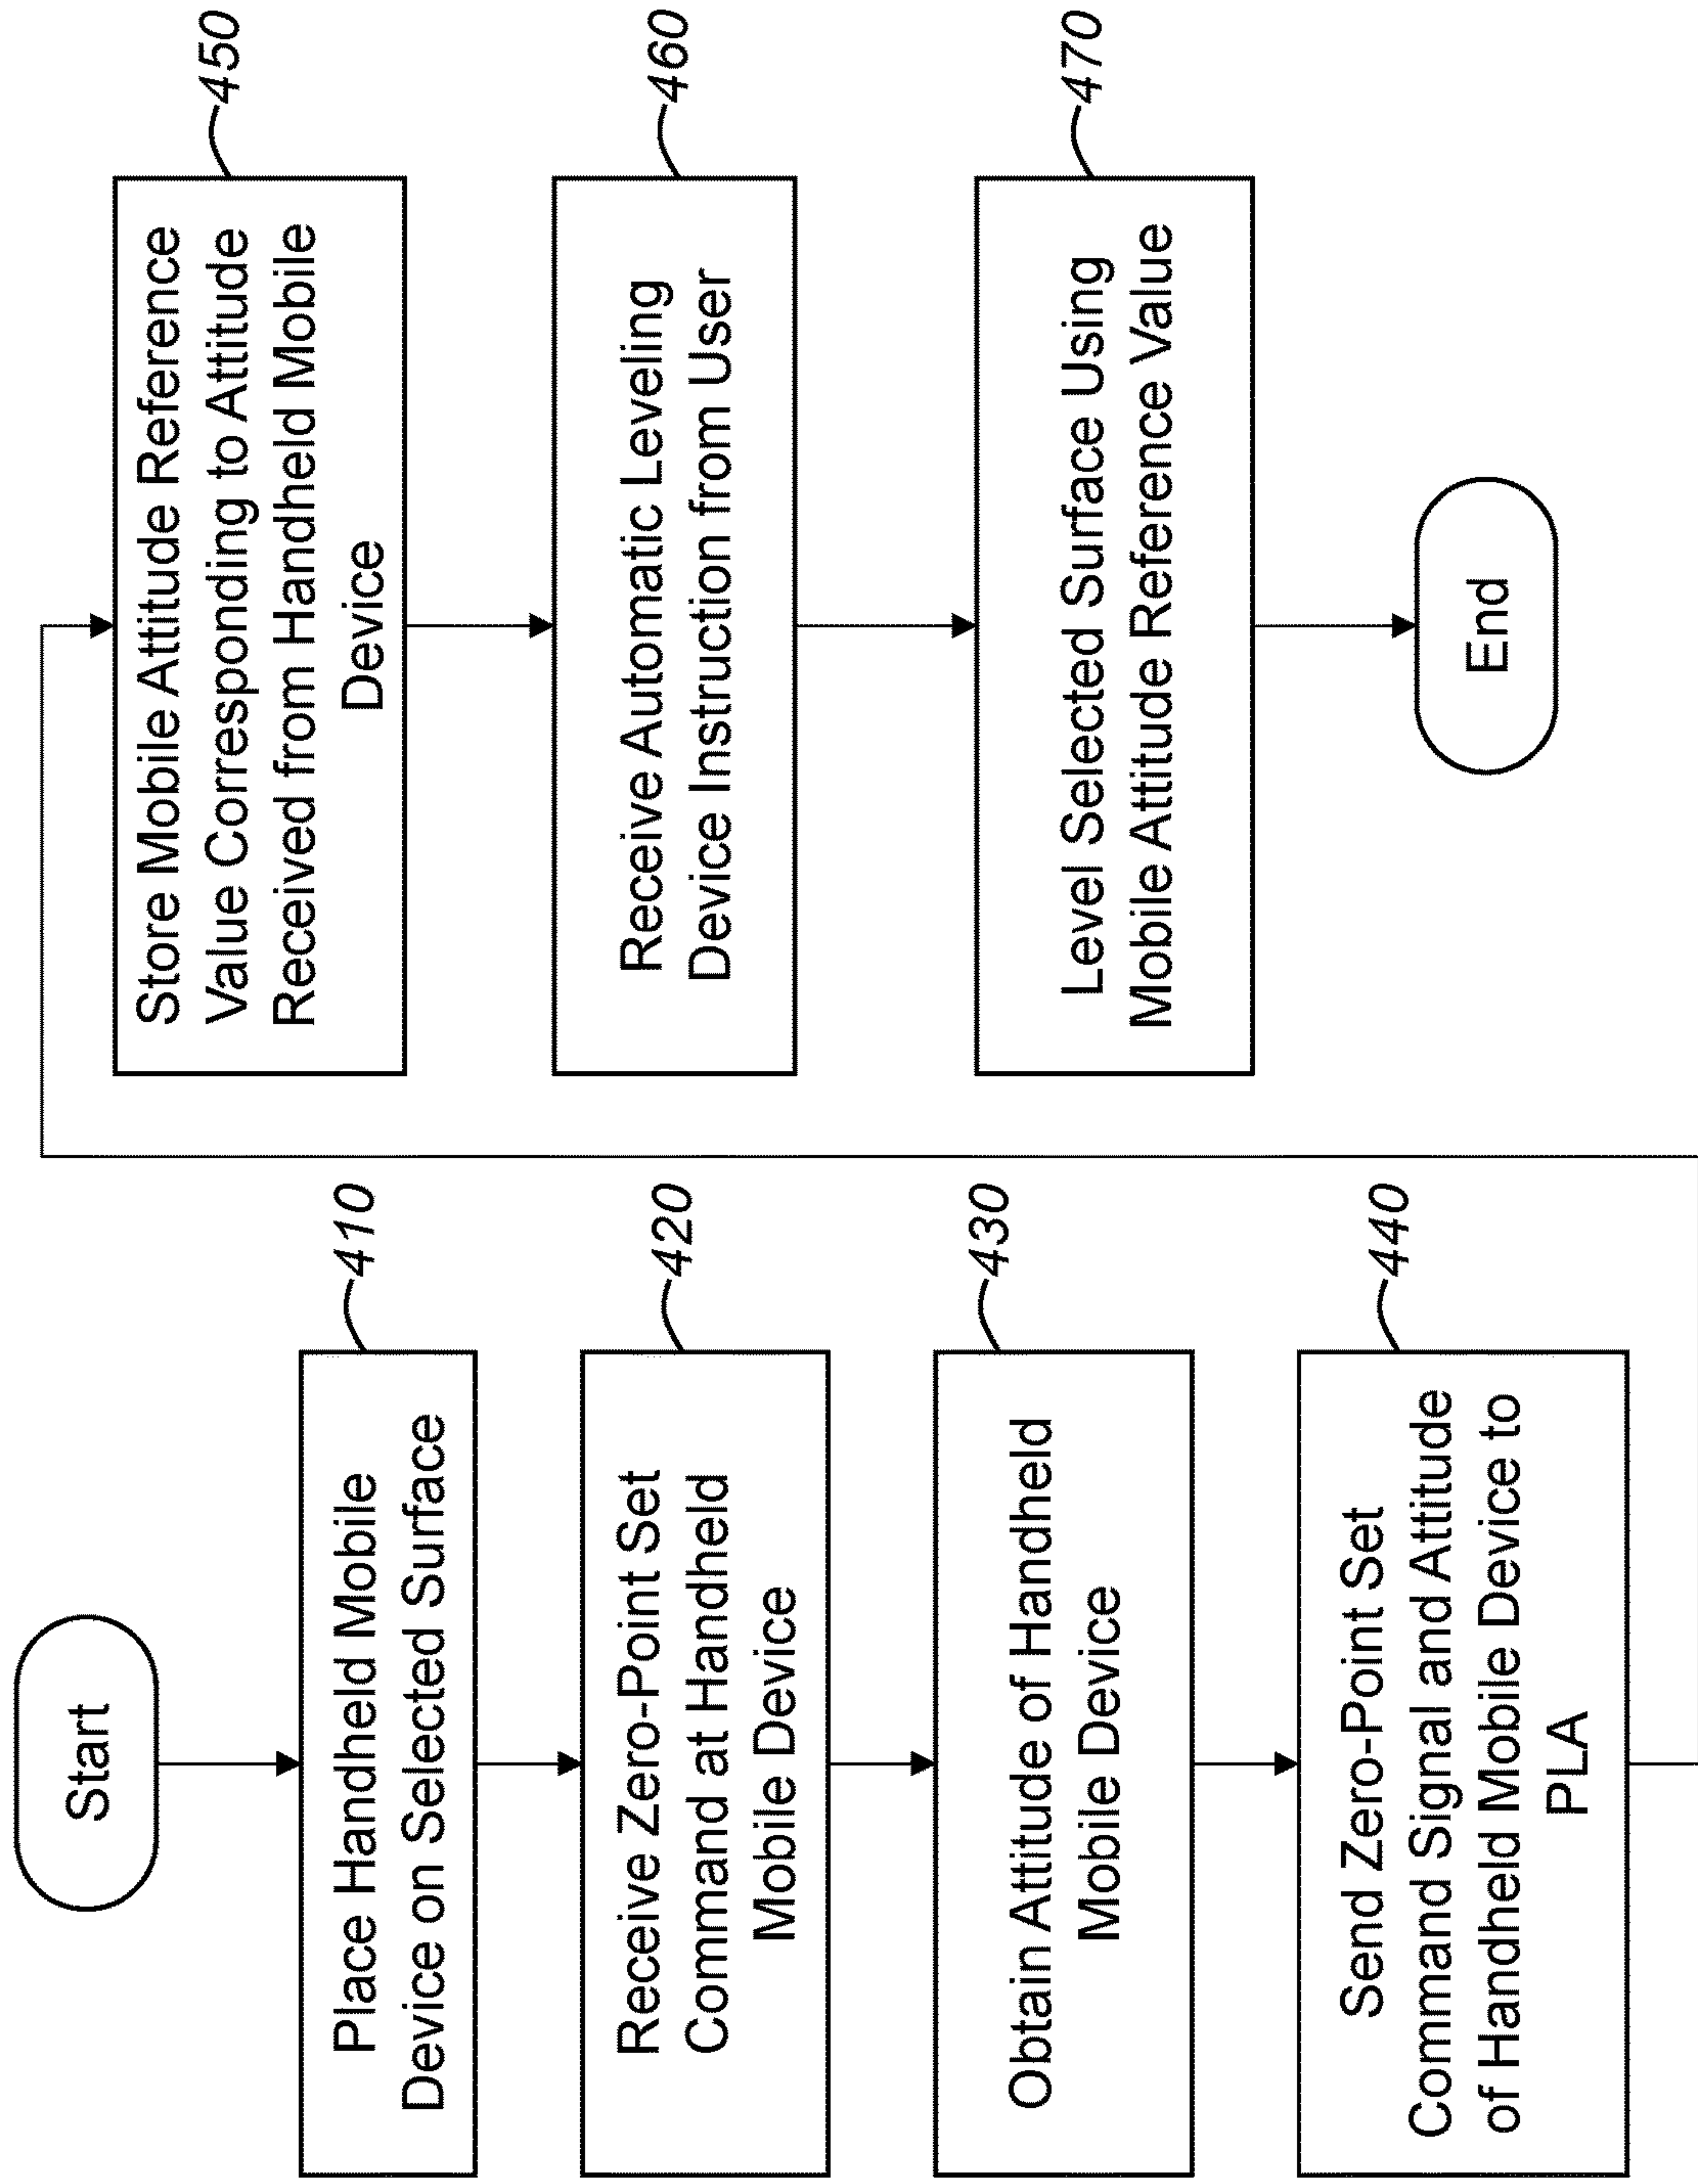 Start
Place Handheld Mobile
Device on Selected Surface
410
Receive Zero-Point Set
Command at Handheld
Mobile Device
420
Obtain Attitude of Handheld
Mobile Device
430
Send Zero-Point Set
Command Signal and Attitude
of Handheld Mobile Device to
PLA
440
Store Mobile Attitude Reference
Value Corresponding to Attitude
Received from Handheld Mobile
Device
450
Receive Automatic Leveling
Device Instruction from User
460
Level Selected Surface Using
Mobile Attitude Reference Value
470
End